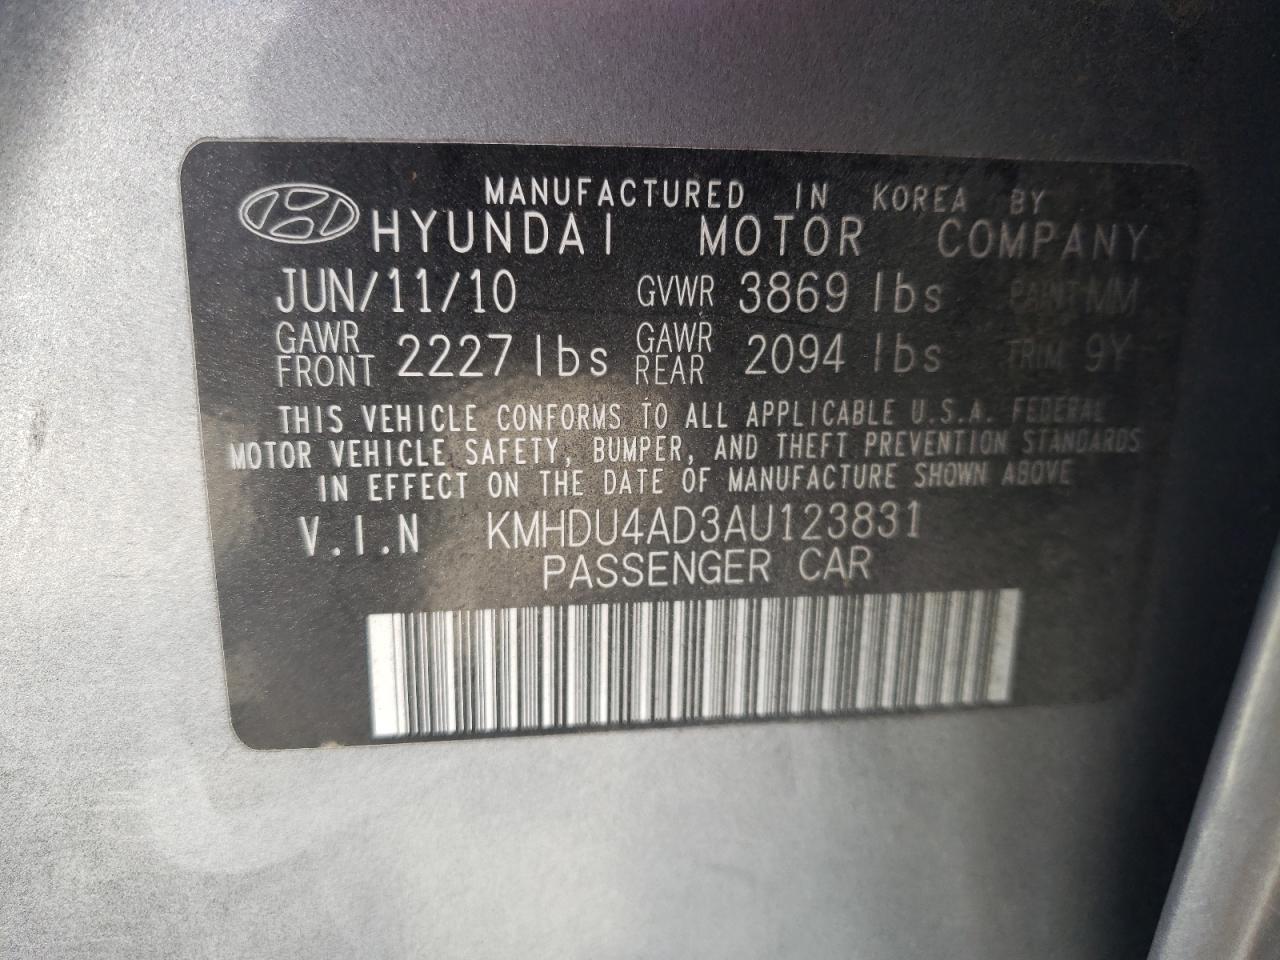 MANUFACTURED IN KOREA BY
HYUNDAI MOTOR COMPANY
JUN/11/10 GVWR 3869 lbs PAINT MM
GAWR FRONT 2227 lbs GAWR REAR 2094 lbs TRIM 9Y
THIS VEHICLE CONFORMS TO ALL APPLICABLE U.S.A. FEDERAL
MOTOR VEHICLE SAFETY, BUMPER, AND THEFT PREVENTION STANDARDS
IN EFFECT ON THE DATE OF MANUFACTURE SHOWN ABOVE
V.I.N KMHDU4AD3AU123831
PASSENGER CAR